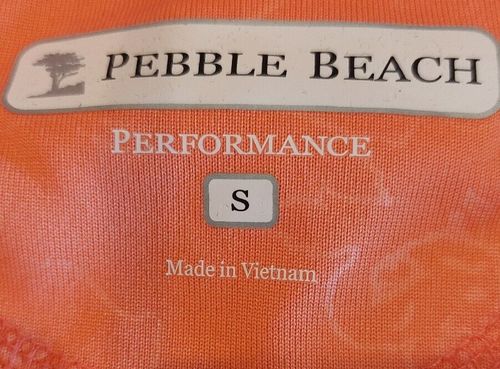 PEBBLE BEACH
PERFORMANCE
S
Made in Vietnam